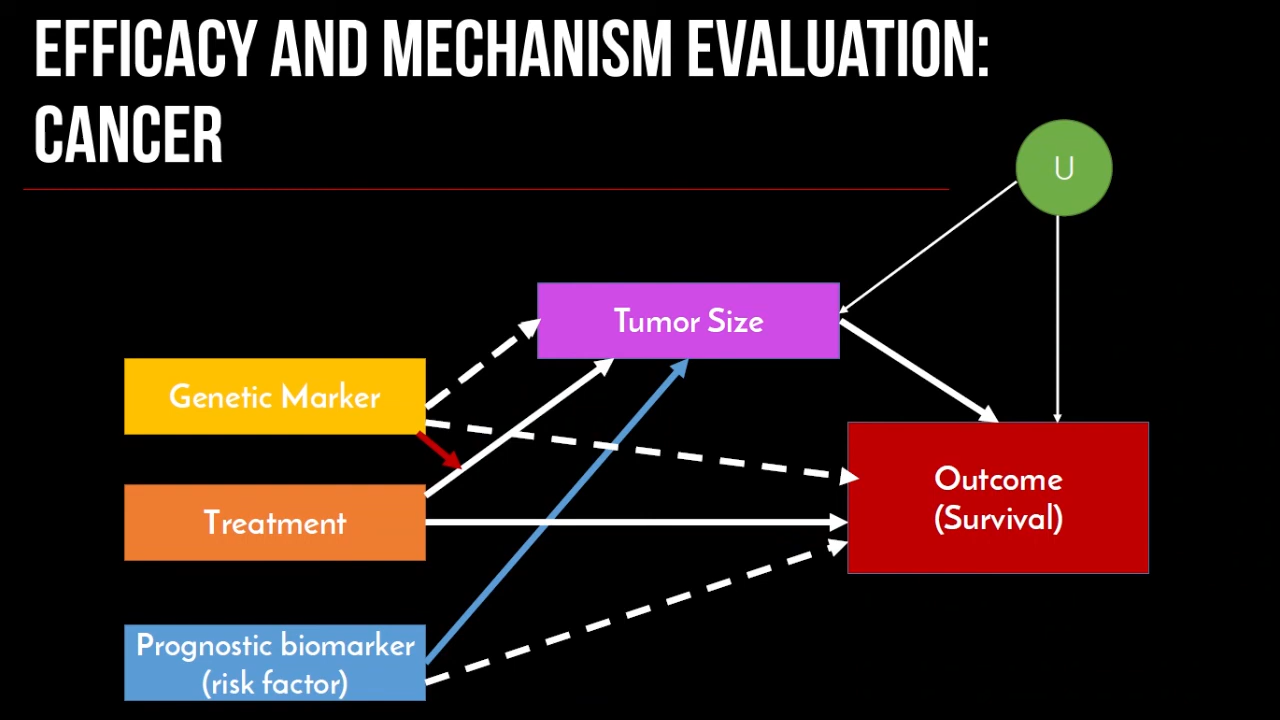 EFFICACY AND MECHANISM EVALUATION:
CANCER
U
Tumor Size
Genetic Marker
Outcome
(Survival)
Treatment
Prognostic biomarker
(risk factor)